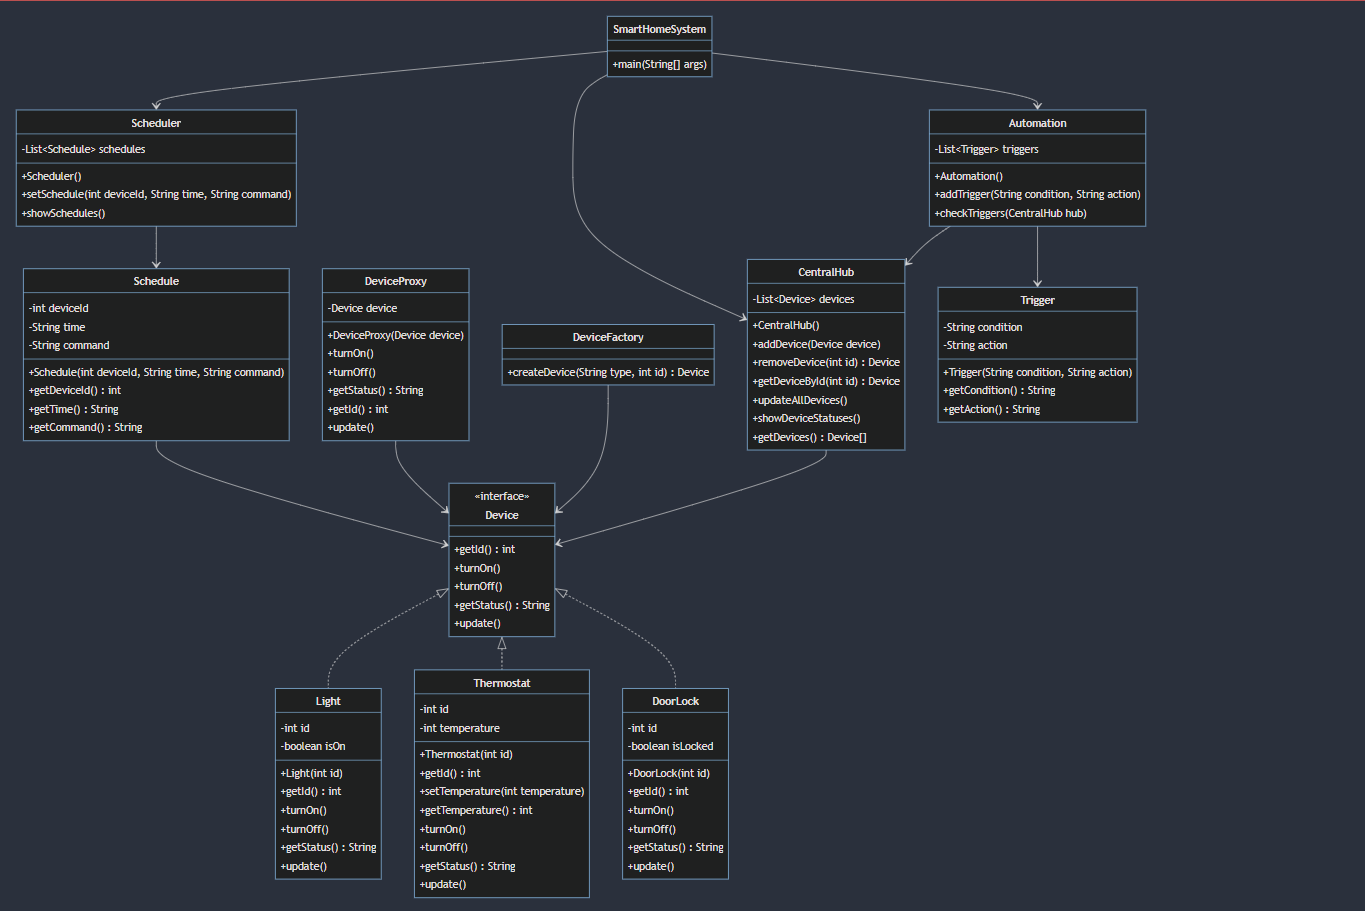 SmartHomeSystem
+main(String[] args)
Scheduler
-List<Schedule> schedules
+Scheduler()
+setSchedule(int deviceId, String time, String command)
+showSchedules()
Automation
-List<Trigger> triggers
+Automation()
+addTrigger(String condition, String action)
+checkTriggers(CentralHub hub)
Schedule
-int deviceId
-String time
-String command
+Schedule(int deviceId, String time, String command)
+getDeviceId() : int
+getTime() : String
+getCommand() : String
DeviceProxy
-Device device
+DeviceProxy(Device device)
+turnOn()
+turnOff()
+getStatus() : String
+getId() : int
+update()
DeviceFactory
+createDevice(String type, int id) : Device
CentralHub
-List<Device> devices
+CentralHub()
+addDevice(Device device)
+removeDevice(int id) : Device
+getDeviceById(int id) : Device
+updateAllDevices()
+showDeviceStatuses()
+getDevices() : Device[]
Trigger
-String condition
-String action
+Trigger(String condition, String action)
+getCondition() : String
+getAction() : String
«interface»
Device
+getId() : int
+turnOn()
+turnOff()
+getStatus() : String
+update()
Light
-int id
-boolean isOn
+Light(int id)
+getId() : int
+turnOn()
+turnOff()
+getStatus() : String
+update()
Thermostat
-int id
-int temperature
+Thermostat(int id)
+getId() : int
+setTemperature(int temperature)
+getTemperature() : int
+turnOn()
+turnOff()
+getStatus() : String
+update()
DoorLock
-int id
-boolean isLocked
+DoorLock(int id)
+getId() : int
+turnOn()
+turnOff()
+getStatus() : String
+update()